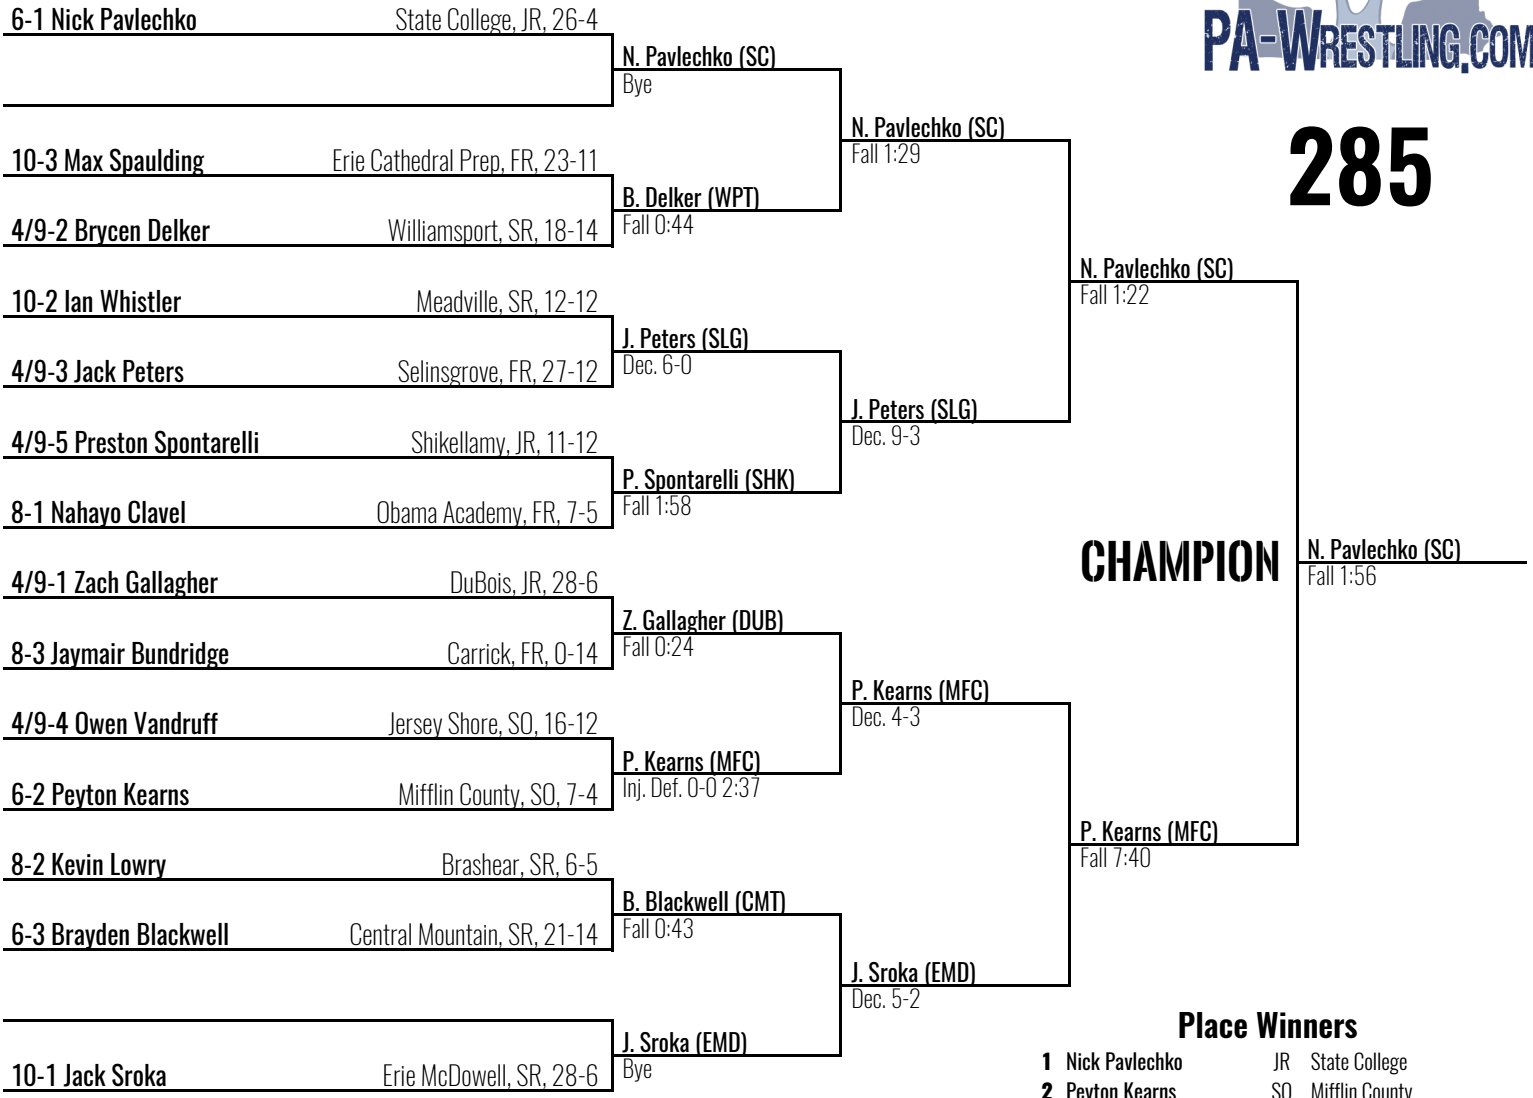 PA-WRESTLING.COM
285
6-1 Nick Pavlechko State College, JR, 26-4
N. Pavlechko (SC)
Bye
N. Pavlechko (SC)
Fall 1:29
10-3 Max Spaulding Erie Cathedral Prep, FR, 23-11
B. Delker (WPT)
Fall 0:44
4/9-2 Brycen Delker Williamsport, SR, 18-14
N. Pavlechko (SC)
Fall 1:22
10-2 Ian Whistler Meadville, SR, 12-12
J. Peters (SLG)
Dec. 6-0
4/9-3 Jack Peters Selinsgrove, FR, 27-12
J. Peters (SLG)
Dec. 9-3
4/9-5 Preston Spontarelli Shikellamy, JR, 11-12
P. Spontarelli (SHK)
Fall 1:58
8-1 Nahayo Clavel Obama Academy, FR, 7-5
CHAMPION
N. Pavlechko (SC)
Fall 1:56
4/9-1 Zach Gallagher DuBois, JR, 28-6
Z. Gallagher (DUB)
Fall 0:24
8-3 Jaymair Bundridge Carrick, FR, 0-14
P. Kearns (MFC)
Dec. 4-3
4/9-4 Owen Vandruff Jersey Shore, SO, 16-12
P. Kearns (MFC)
Inj. Def. 0-0 2:37
6-2 Peyton Kearns Mifflin County, SO, 7-4
P. Kearns (MFC)
Fall 7:40
8-2 Kevin Lowry Brashear, SR, 6-5
B. Blackwell (CMT)
Fall 0:43
6-3 Brayden Blackwell Central Mountain, SR, 21-14
J. Sroka (EMD)
Dec. 5-2
J. Sroka (EMD)
Bye
10-1 Jack Sroka Erie McDowell, SR, 28-6
Place Winners
1 Nick Pavlechko JR State College
2 Peyton Kearns SO Mifflin County